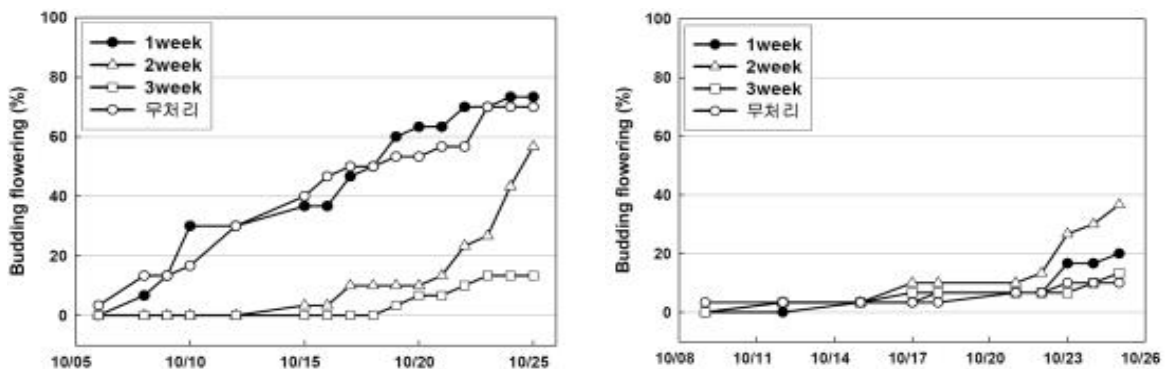 Budding flowering (%)
100
80
60
40
20
0
1week
2week
3week
무처리
10/05
10/10
10/15
10/20
10/25
Budding flowering (%)
100
80
60
40
20
0
1week
2week
3week
무처리
10/08
10/11
10/14
10/17
10/20
10/23
10/26